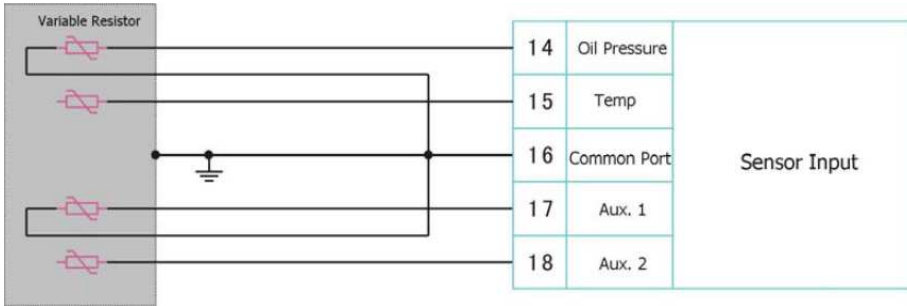 Variable Resistor
14 Oil Pressure
15 Temp
16 Common Port
Sensor Input
17 Aux. 1
18 Aux. 2